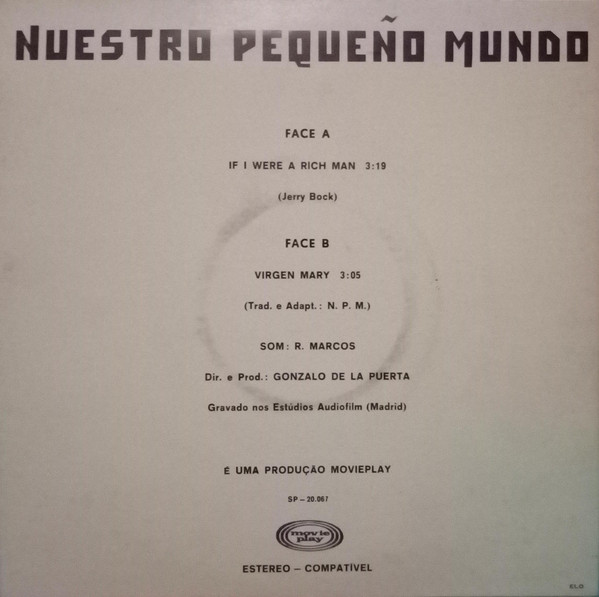 NUESTRO PEQUEÑO MUNDO
FACE A
IF I WERE A RICH MAN 3:19
(Jerry Bock)
FACE B
VIRGEN MARY 3:05
(Trad. e Adapt.: N. P. M.)
SOM: R. MARCOS
Dir. e Prod.: GONZALO DE LA PUERTA
Gravado nos Estúdios Audiofilm (Madrid)
É UMA PRODUÇÃO MOVIEPLAY
SP – 20.067
movie
play
ESTEREO – COMPATÍVEL